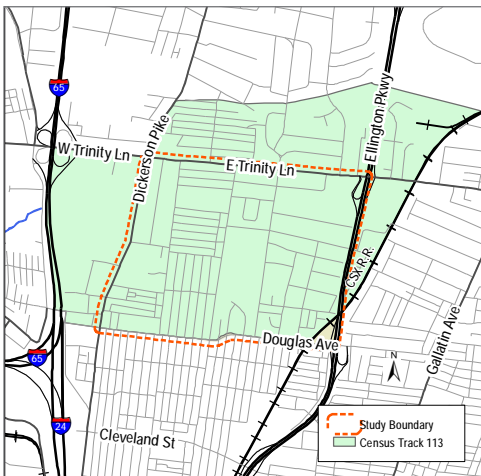 65
W Trinity Ln
Dickerson Pike
E Trinity Ln
Ellington Pkwy
CSX R.R.
Gallatin Ave
Douglas Ave
65
24
Cleveland St
N
Study Boundary
Census Track 113